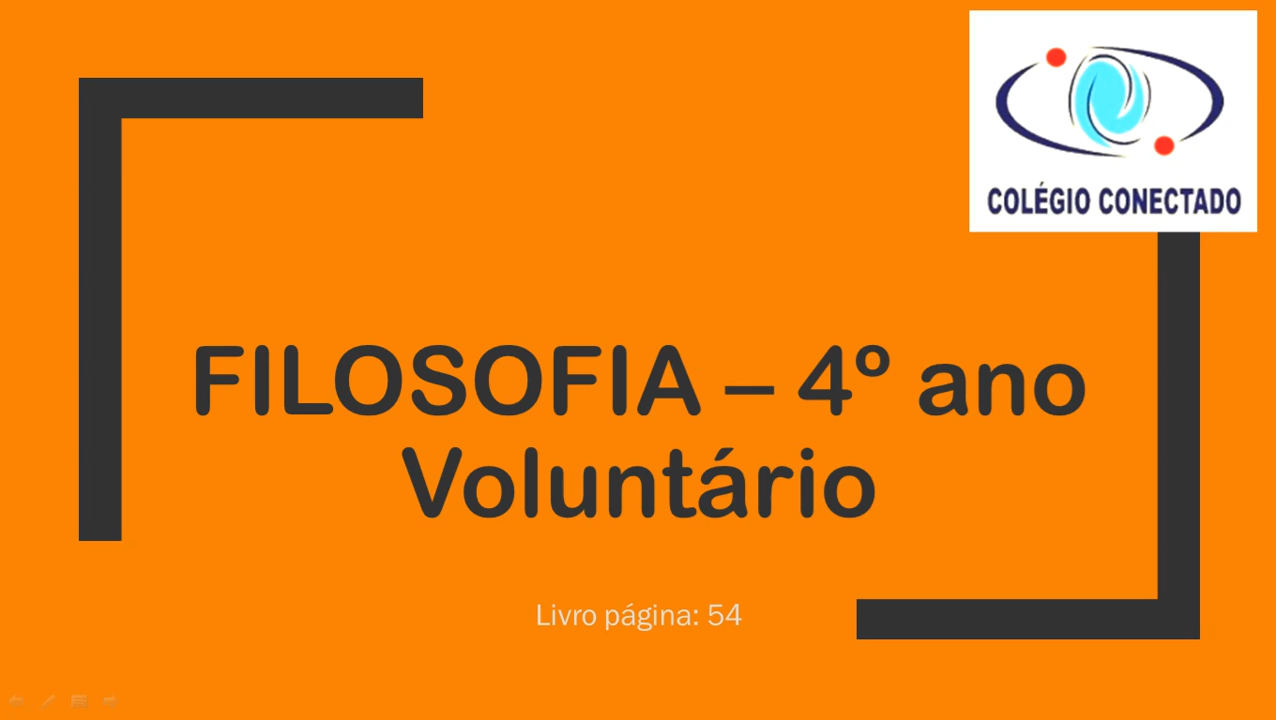 COLÉGIO CONECTADO
FILOSOFIA – 4º ano
Voluntário
Livro página: 54